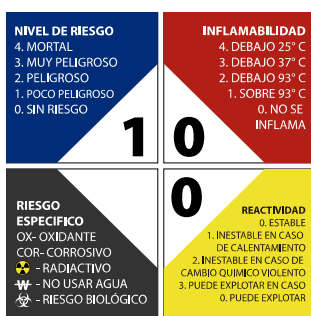 NIVEL DE RIESGO
4. MORTAL
3. MUY PELIGROSO
2. PELIGROSO
1. POCO PELIGROSO
0. SIN RIESGO
1
INFLAMABILIDAD
4. DEBAJO 25° C
3. DEBAJO 37° C
2. DEBAJO 93° C
1. SOBRE 93° C
0. NO SE
INFLAMA
0
RIESGO
ESPECIFICO
OX- OXIDANTE
COR- CORROSIVO
- RADIACTIVO
W - NO USAR AGUA
- RIESGO BIOLÓGICO
0
REACTIVIDAD
0. ESTABLE
1. INESTABLE EN CASO
DE CALENTAMIENTO
2. INESTABLE EN CASO DE
CAMBIO QUIMICO VIOLENTO
3. PUEDE EXPLOTAR EN CASO
0. PUEDE EXPLOTAR